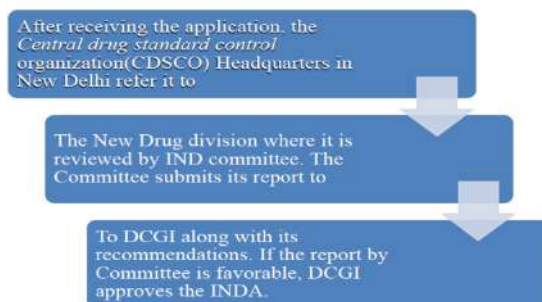 After receiving the application, the
Central drug standard control
organization(CDSCO) Headquarters in
New Delhi refer it to
The New Drug division where it is
reviewed by IND committee. The
Committee submits its report to
To DCGI along with its
recommendations. If the report by
Committee is favorable, DCGI
approves the INDA.